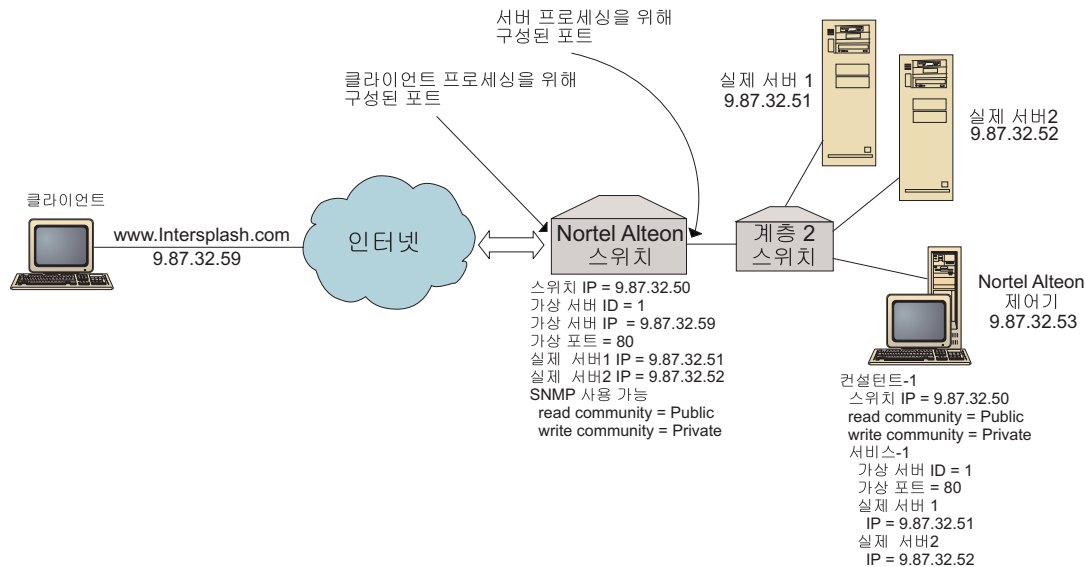 서버 프로세싱을 위해
구성된 포트
클라이언트 프로세싱을 위해
구성된 포트
실제 서버 1
9.87.32.51
실제 서버2
9.87.32.52
클라이언트
www.Intersplash.com
9.87.32.59
인터넷
Nortel Alteon
스위치
계층 2
스위치
스위치 IP = 9.87.32.50
가상 서버 ID = 1
가상 서버 IP = 9.87.32.59
가상 포트 = 80
실제 서버1 IP = 9.87.32.51
실제 서버2 IP = 9.87.32.52
SNMP 사용 가능
read community = Public
write community = Private
Nortel Alteon
제어기
9.87.32.53
컨설턴트-1
스위치 IP = 9.87.32.50
read community = Public
write community = Private
서비스-1
가상 서버 ID = 1
가상 포트 = 80
실제 서버 1
IP = 9.87.32.51
실제 서버2
IP = 9.87.32.52